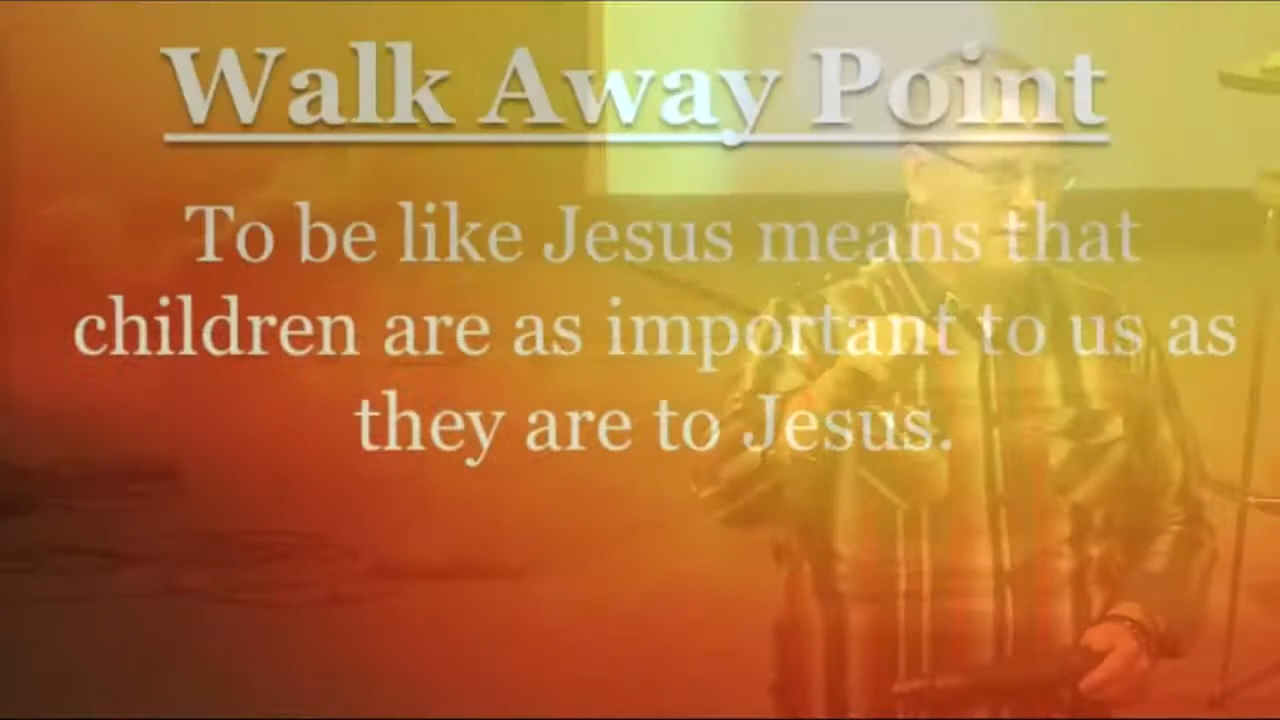 Walk Away Point
To be like Jesus means that
children are as important to us as
they are to Jesus.